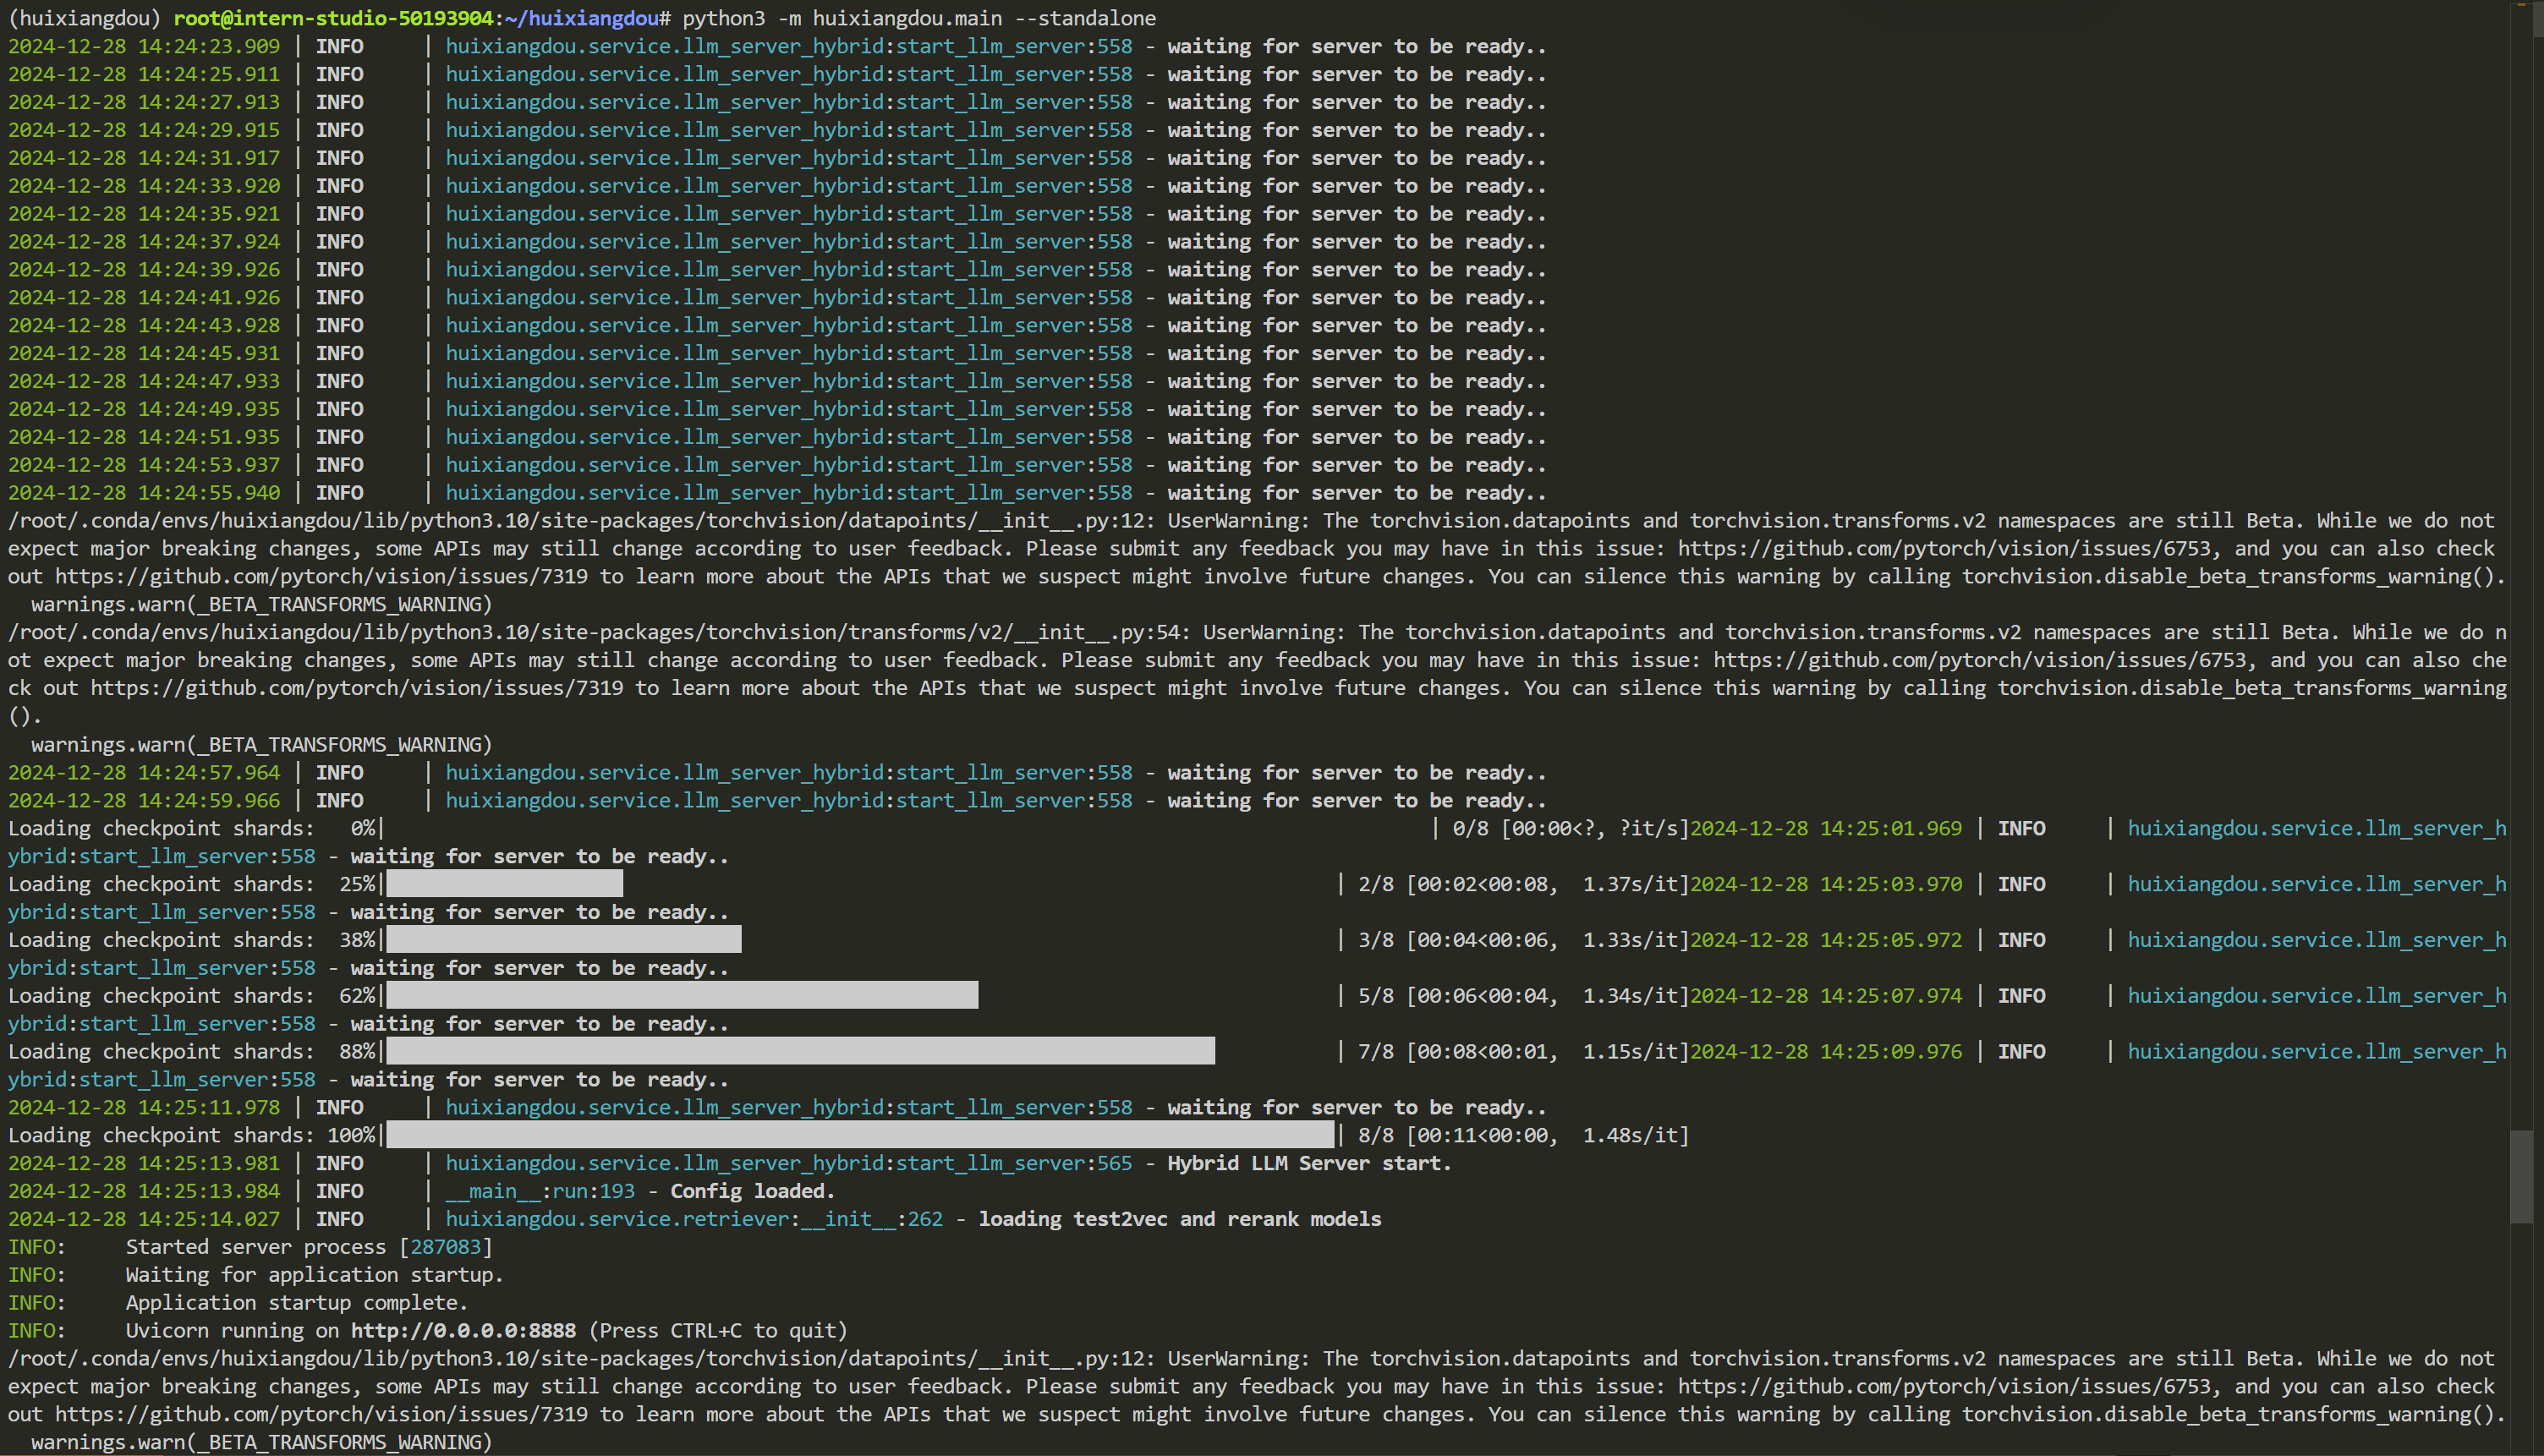 (huixiangdou) root@intern-studio-50193904:~/huixiangdou# python3 -m huixiangdou.main --standalone
2024-12-28 14:24:23.909 | INFO     | huixiangdou.service.llm_server_hybrid:start_llm_server:558 - waiting for server to be ready..
2024-12-28 14:24:25.911 | INFO     | huixiangdou.service.llm_server_hybrid:start_llm_server:558 - waiting for server to be ready..
2024-12-28 14:24:27.913 | INFO     | huixiangdou.service.llm_server_hybrid:start_llm_server:558 - waiting for server to be ready..
2024-12-28 14:24:29.915 | INFO     | huixiangdou.service.llm_server_hybrid:start_llm_server:558 - waiting for server to be ready..
2024-12-28 14:24:31.917 | INFO     | huixiangdou.service.llm_server_hybrid:start_llm_server:558 - waiting for server to be ready..
2024-12-28 14:24:33.920 | INFO     | huixiangdou.service.llm_server_hybrid:start_llm_server:558 - waiting for server to be ready..
2024-12-28 14:24:35.921 | INFO     | huixiangdou.service.llm_server_hybrid:start_llm_server:558 - waiting for server to be ready..
2024-12-28 14:24:37.924 | INFO     | huixiangdou.service.llm_server_hybrid:start_llm_server:558 - waiting for server to be ready..
2024-12-28 14:24:39.926 | INFO     | huixiangdou.service.llm_server_hybrid:start_llm_server:558 - waiting for server to be ready..
2024-12-28 14:24:41.926 | INFO     | huixiangdou.service.llm_server_hybrid:start_llm_server:558 - waiting for server to be ready..
2024-12-28 14:24:43.928 | INFO     | huixiangdou.service.llm_server_hybrid:start_llm_server:558 - waiting for server to be ready..
2024-12-28 14:24:45.931 | INFO     | huixiangdou.service.llm_server_hybrid:start_llm_server:558 - waiting for server to be ready..
2024-12-28 14:24:47.933 | INFO     | huixiangdou.service.llm_server_hybrid:start_llm_server:558 - waiting for server to be ready..
2024-12-28 14:24:49.935 | INFO     | huixiangdou.service.llm_server_hybrid:start_llm_server:558 - waiting for server to be ready..
2024-12-28 14:24:51.935 | INFO     | huixiangdou.service.llm_server_hybrid:start_llm_server:558 - waiting for server to be ready..
2024-12-28 14:24:53.937 | INFO     | huixiangdou.service.llm_server_hybrid:start_llm_server:558 - waiting for server to be ready..
2024-12-28 14:24:55.940 | INFO     | huixiangdou.service.llm_server_hybrid:start_llm_server:558 - waiting for server to be ready..
/root/.conda/envs/huixiangdou/lib/python3.10/site-packages/torchvision/datapoints/__init__.py:12: UserWarning: The torchvision.datapoints and torchvision.transforms.v2 namespaces are still Beta. While we do not
expect major breaking changes, some APIs may still change according to user feedback. Please submit any feedback you may have in this issue: https://github.com/pytorch/vision/issues/6753, and you can also check
out https://github.com/pytorch/vision/issues/7319 to learn more about the APIs that we suspect might involve future changes. You can silence this warning by calling torchvision.disable_beta_transforms_warning().
  warnings.warn(_BETA_TRANSFORMS_WARNING)
/root/.conda/envs/huixiangdou/lib/python3.10/site-packages/torchvision/transforms/v2/__init__.py:54: UserWarning: The torchvision.datapoints and torchvision.transforms.v2 namespaces are still Beta. While we do n
ot expect major breaking changes, some APIs may still change according to user feedback. Please submit any feedback you may have in this issue: https://github.com/pytorch/vision/issues/6753, and you can also che
ck out https://github.com/pytorch/vision/issues/7319 to learn more about the APIs that we suspect might involve future changes. You can silence this warning by calling torchvision.disable_beta_transforms_warning
().
  warnings.warn(_BETA_TRANSFORMS_WARNING)
2024-12-28 14:24:57.964 | INFO     | huixiangdou.service.llm_server_hybrid:start_llm_server:558 - waiting for server to be ready..
2024-12-28 14:24:59.966 | INFO     | huixiangdou.service.llm_server_hybrid:start_llm_server:558 - waiting for server to be ready..
Loading checkpoint shards:   0%| | 0/8 [00:00<?, ?it/s]2024-12-28 14:25:01.969 | INFO     | huixiangdou.service.llm_server_h
ybrid:start_llm_server:558 - waiting for server to be ready..
Loading checkpoint shards:  25%| | 2/8 [00:02<00:08,  1.37s/it]2024-12-28 14:25:03.970 | INFO     | huixiangdou.service.llm_server_h
ybrid:start_llm_server:558 - waiting for server to be ready..
Loading checkpoint shards:  38%| | 3/8 [00:04<00:06,  1.33s/it]2024-12-28 14:25:05.972 | INFO     | huixiangdou.service.llm_server_h
ybrid:start_llm_server:558 - waiting for server to be ready..
Loading checkpoint shards:  62%| | 5/8 [00:06<00:04,  1.34s/it]2024-12-28 14:25:07.974 | INFO     | huixiangdou.service.llm_server_h
ybrid:start_llm_server:558 - waiting for server to be ready..
Loading checkpoint shards:  88%| | 7/8 [00:08<00:01,  1.15s/it]2024-12-28 14:25:09.976 | INFO     | huixiangdou.service.llm_server_h
ybrid:start_llm_server:558 - waiting for server to be ready..
2024-12-28 14:25:11.978 | INFO     | huixiangdou.service.llm_server_hybrid:start_llm_server:558 - waiting for server to be ready..
Loading checkpoint shards: 100%| | 8/8 [00:11<00:00,  1.48s/it]
2024-12-28 14:25:13.981 | INFO     | huixiangdou.service.llm_server_hybrid:start_llm_server:565 - Hybrid LLM Server start.
2024-12-28 14:25:13.984 | INFO     | __main__:run:193 - Config loaded.
2024-12-28 14:25:14.027 | INFO     | huixiangdou.service.retriever:__init__:262 - loading test2vec and rerank models
INFO:     Started server process [287083]
INFO:     Waiting for application startup.
INFO:     Application startup complete.
INFO:     Uvicorn running on http://0.0.0.0:8888 (Press CTRL+C to quit)
/root/.conda/envs/huixiangdou/lib/python3.10/site-packages/torchvision/datapoints/__init__.py:12: UserWarning: The torchvision.datapoints and torchvision.transforms.v2 namespaces are still Beta. While we do not
expect major breaking changes, some APIs may still change according to user feedback. Please submit any feedback you may have in this issue: https://github.com/pytorch/vision/issues/6753, and you can also check
out https://github.com/pytorch/vision/issues/7319 to learn more about the APIs that we suspect might involve future changes. You can silence this warning by calling torchvision.disable_beta_transforms_warning().
  warnings.warn(_BETA_TRANSFORMS_WARNING)